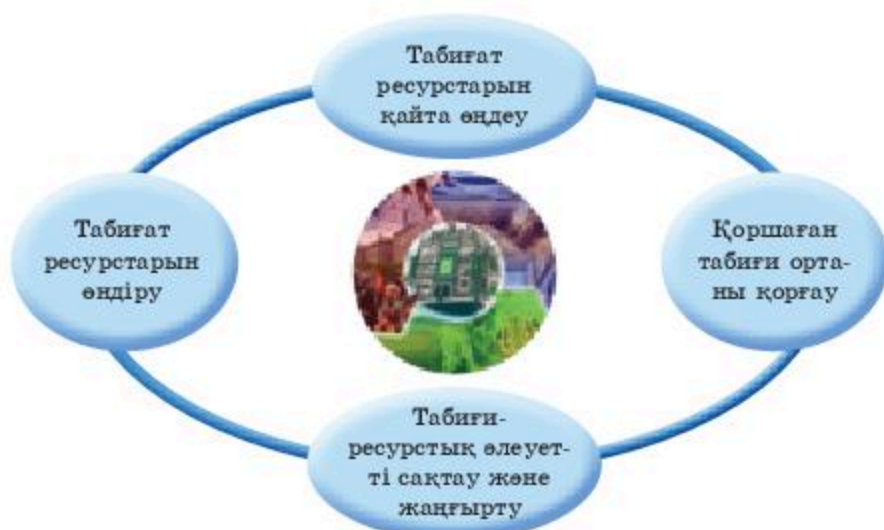 Табиғат
ресурстарын
қайта өңдеу
Табиғат
ресурстарын
өндіру
Қоршаған
табиғи орта-
ны қорғау
Табиғи-
ресурстық әлеует-
ті сақтау және
жаңғырту